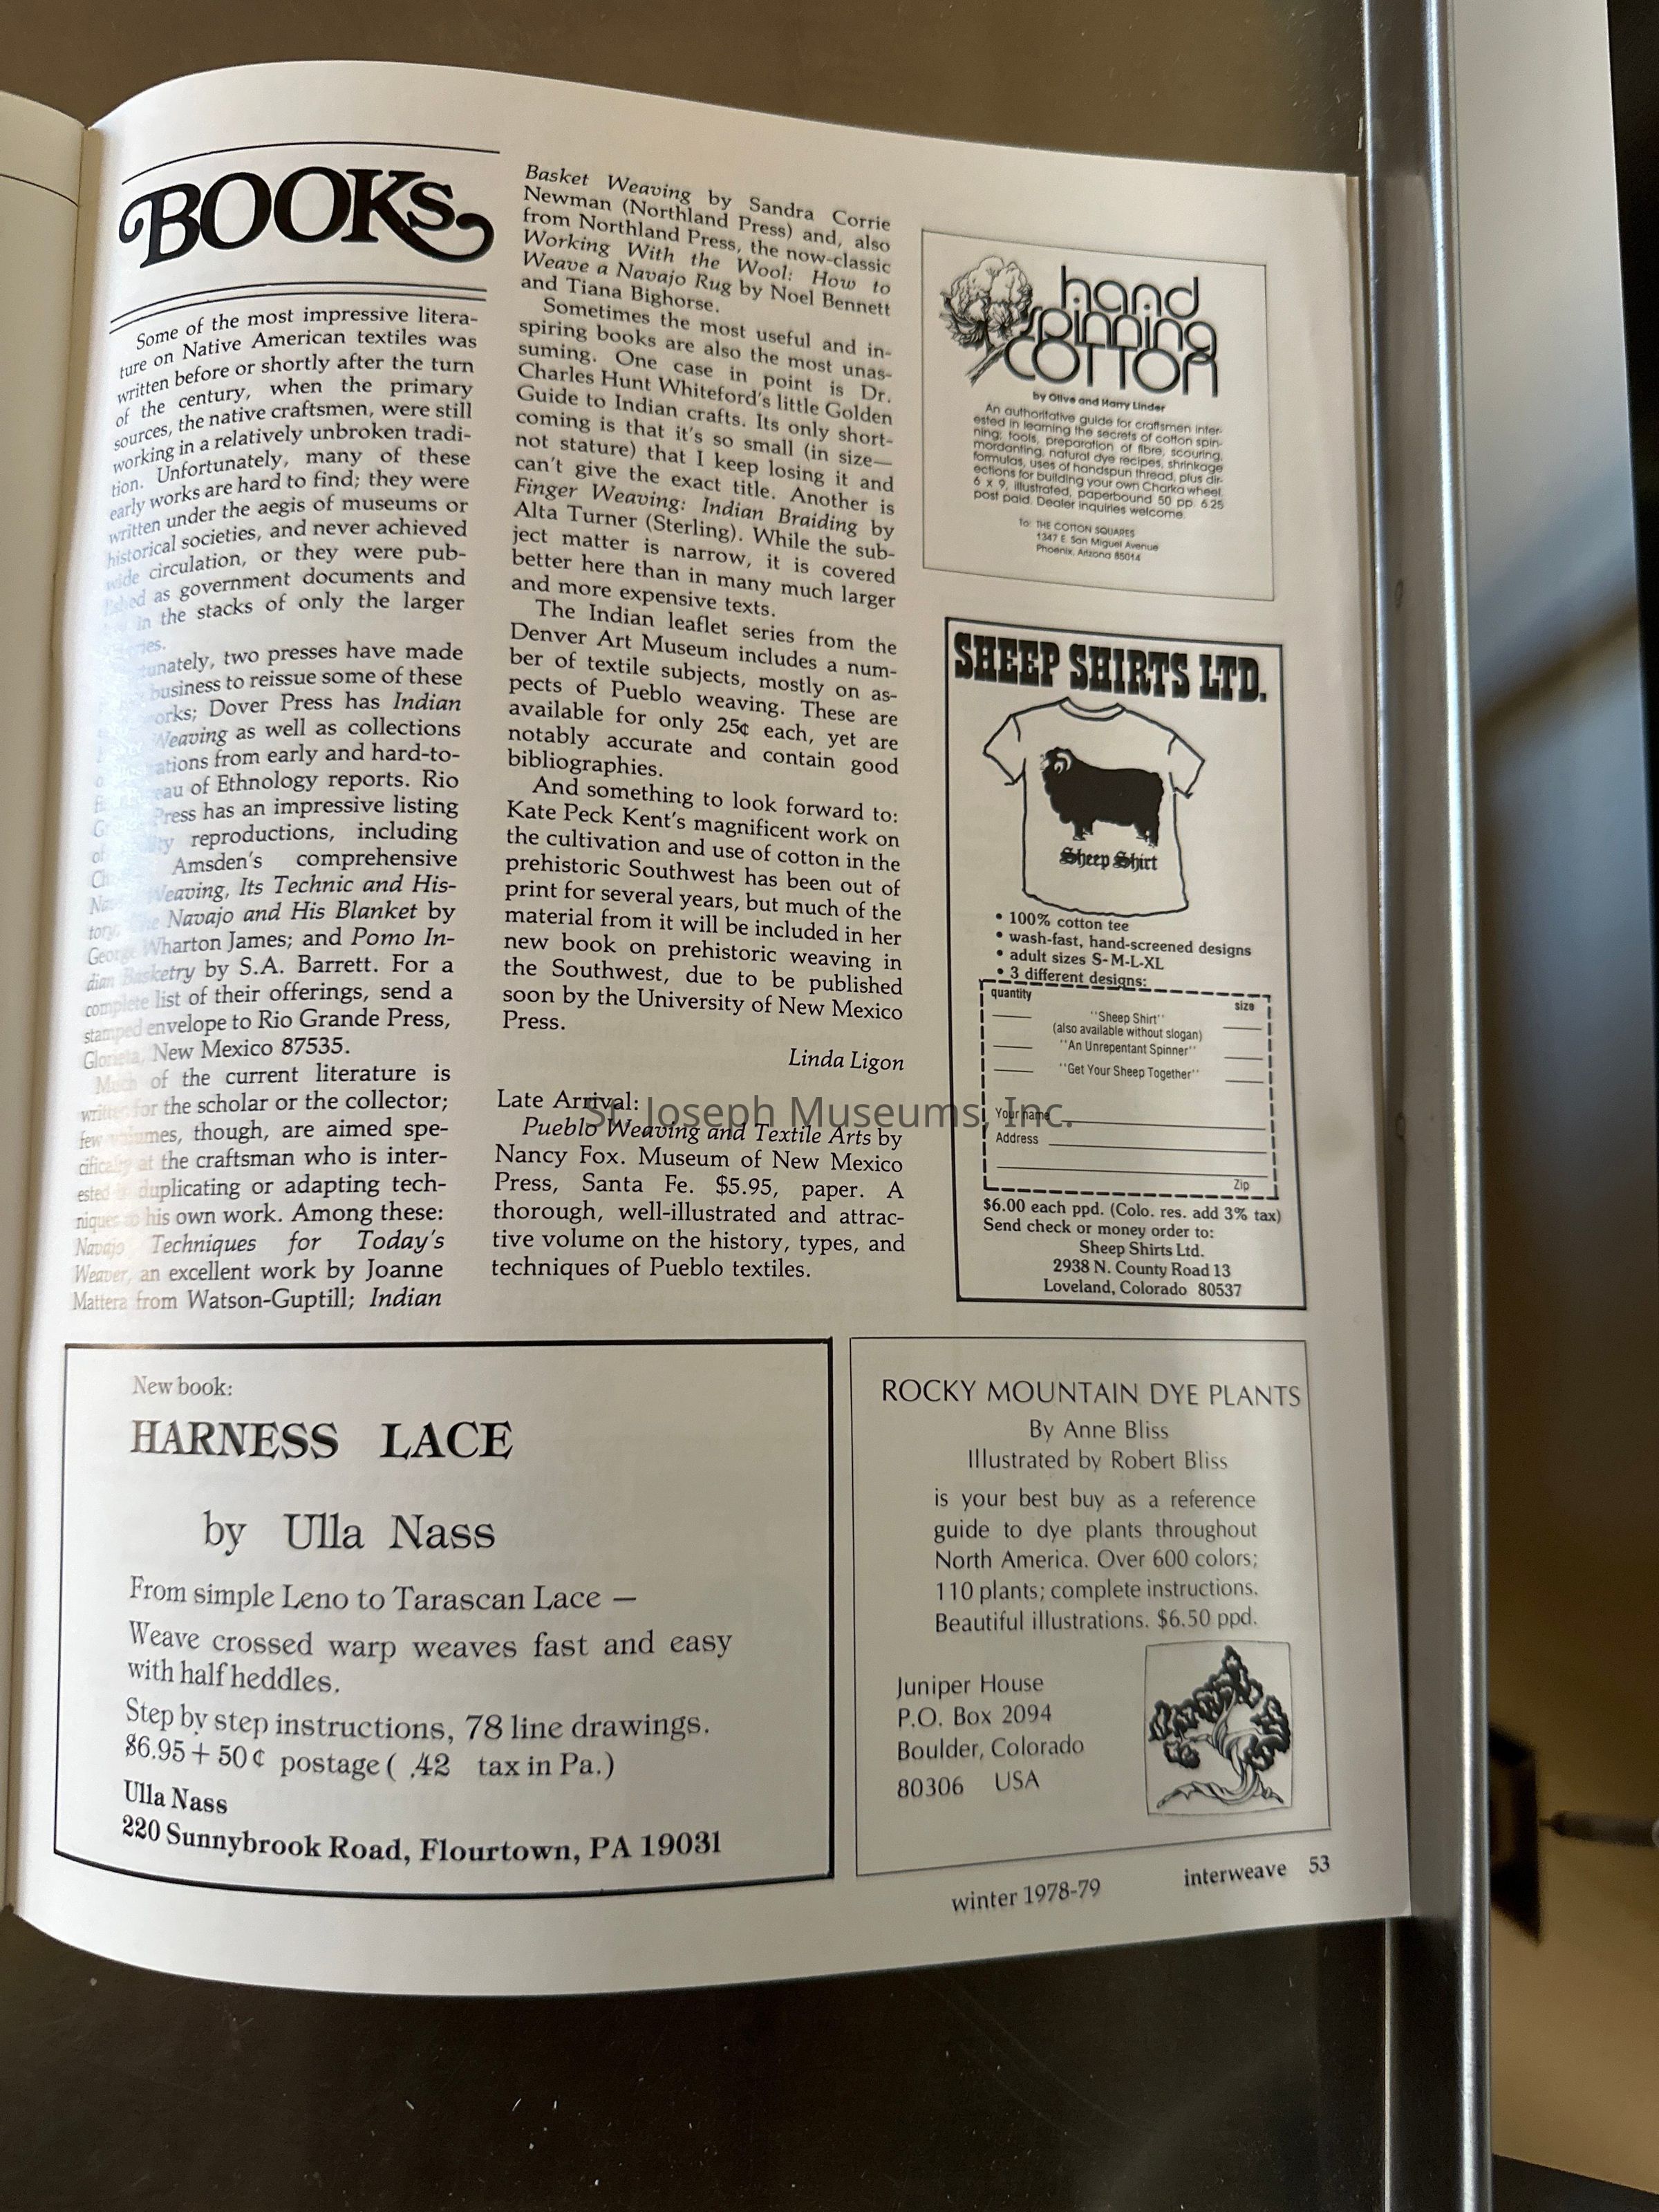 BOOKS
Some of the most impressive litera-
ture on Native American textiles was
written before or shortly after the turn
of the century, when the primary
sources, the native craftsmen, were still
working in a relatively unbroken tradi-
tion. Unfortunately, many of these
early works are hard to find; they were
written under the aegis of museums or
historical societies, and never achieved
wide circulation, or they were pub-
lished as government documents and
in the stacks of only the larger
two presses have made
business to reissue some of these
Dover Press has Indian
Weaving as well as collections
from early and hard-to-
of Ethnology reports. Rio
Press has an impressive listing
of reproductions, including
Amsden's comprehensive
Weaving, Its Technic and His-
tory; The Navajo and His Blanket by
George Wharton James; and Pomo In-
dian Basketry by S.A. Barrett. For a
complete list of their offerings, send a
stamped envelope to Rio Grande Press,
Glorieta, New Mexico 87535.
Much of the current literature is
written for the scholar or the collector;
few volumes, though, are aimed spe-
cifically at the craftsman who is inter-
ested in duplicating or adapting tech-
niques to his own work. Among these:
Navajo Techniques for Today's
Weaver, an excellent work by Joanne
Mattera from Watson-Guptill; Indian
Basket Weaving by Sandra Corrie
Newman (Northland Press) and, also
from Northland Press, the now-classic
Working With the Wool: How to
Weave a Navajo Rug by Noel Bennett
and Tiana Bighorse.
Sometimes the most useful and in-
spiring books are also the most unas-
suming. One case in point is Dr.
Charles Hunt Whiteford's little Golden
Guide to Indian crafts. Its only short-
coming is that it's so small (in size—
not stature) that I keep losing it and
can't give the exact title. Another is
Finger Weaving: Indian Braiding by
Alta Turner (Sterling). While the sub-
ject matter is narrow, it is covered
better here than in many much larger
and more expensive texts.
The Indian leaflet series from the
Denver Art Museum includes a num-
ber of textile subjects, mostly on as-
pects of Pueblo weaving. These are
available for only 25¢ each, yet are
notably accurate and contain good
bibliographies.
And something to look forward to:
Kate Peck Kent's magnificent work on
the cultivation and use of cotton in the
prehistoric Southwest has been out of
print for several years, but much of the
material from it will be included in her
new book on prehistoric weaving in
the Southwest, due to be published
soon by the University of New Mexico
Press.
Linda Ligon
Late Arrival:
Pueblo Weaving and Textile Arts by
Nancy Fox. Museum of New Mexico
Press, Santa Fe. $5.95, paper. A
thorough, well-illustrated and attrac-
tive volume on the history, types, and
techniques of Pueblo textiles.
St. Joseph Museums, Inc.
hand
spinning
COTTON
by Olive and Harry Linder
An authoritative guide for craftsmen inter-
ested in learning the secrets of cotton spin-
ning; tools, preparation of fibre, scouring,
mordanting, natural dye recipes, shrinkage
formulas, uses of handspun thread, plus dir-
ections for building your own Charka wheel.
6 x 9, illustrated, paperbound 50 pp. 6.25
post paid. Dealer inquiries welcome.
To: THE COTTON SQUARES
1347 E. San Miguel Avenue
Phoenix, Arizona 85014
SHEEP SHIRTS LTD.
Sheep Shirt
• 100% cotton tee
• wash-fast, hand-screened designs
• adult sizes S-M-L-XL
• 3 different designs:
quantity size
"Sheep Shirt"
(also available without slogan)
"An Unrepentant Spinner"
"Get Your Sheep Together"
Your name
Address
Zip
$6.00 each ppd. (Colo. res. add 3% tax)
Send check or money order to:
Sheep Shirts Ltd.
2938 N. County Road 13
Loveland, Colorado 80537
New book:
HARNESS LACE
by Ulla Nass
From simple Leno to Tarascan Lace —
Weave crossed warp weaves fast and easy
with half heddles.
Step by step instructions, 78 line drawings.
$6.95 + 50¢ postage ( .42 tax in Pa.)
Ulla Nass
220 Sunnybrook Road, Flourtown, PA 19031
ROCKY MOUNTAIN DYE PLANTS
By Anne Bliss
Illustrated by Robert Bliss
is your best buy as a reference
guide to dye plants throughout
North America. Over 600 colors;
110 plants; complete instructions.
Beautiful illustrations. $6.50 ppd.
Juniper House
P.O. Box 2094
Boulder, Colorado
80306 USA
winter 1978-79 interweave 53